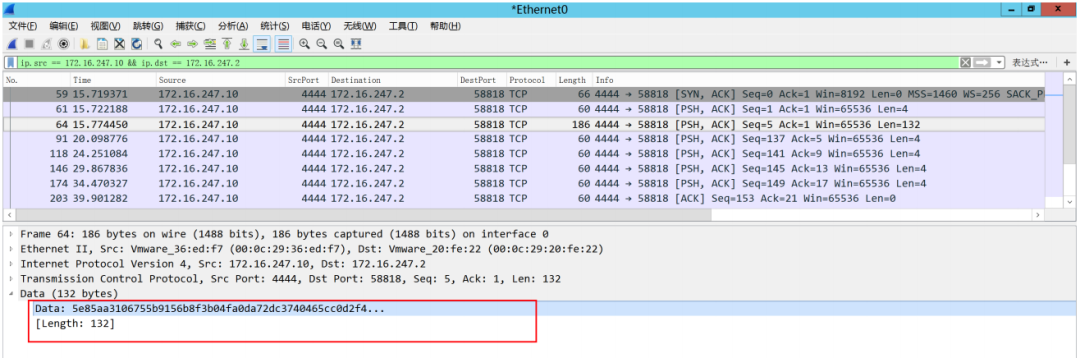 *Ethernet0
文件(F) 编辑(E) 视图(V) 跳转(G) 捕获(C) 分析(A) 统计(S) 电话(Y) 无线(W) 工具(T) 帮助(H)
ip.src == 172.16.247.10 && ip.dst == 172.16.247.2 表达式… +
No. Time Source SrcPort Destination DestPort Protocol Length Info
59 15.719371 172.16.247.10 4444 172.16.247.2 58818 TCP 66 4444 → 58818 [SYN, ACK] Seq=0 Ack=1 Win=8192 Len=0 MSS=1460 WS=256 SACK_P
61 15.722188 172.16.247.10 4444 172.16.247.2 58818 TCP 60 4444 → 58818 [PSH, ACK] Seq=1 Ack=1 Win=65536 Len=4
64 15.774450 172.16.247.10 4444 172.16.247.2 58818 TCP 186 4444 → 58818 [PSH, ACK] Seq=5 Ack=1 Win=65536 Len=132
91 20.098776 172.16.247.10 4444 172.16.247.2 58818 TCP 60 4444 → 58818 [PSH, ACK] Seq=137 Ack=5 Win=65536 Len=4
118 24.251084 172.16.247.10 4444 172.16.247.2 58818 TCP 60 4444 → 58818 [PSH, ACK] Seq=141 Ack=9 Win=65536 Len=4
146 29.867836 172.16.247.10 4444 172.16.247.2 58818 TCP 60 4444 → 58818 [PSH, ACK] Seq=145 Ack=13 Win=65536 Len=4
174 34.470327 172.16.247.10 4444 172.16.247.2 58818 TCP 60 4444 → 58818 [PSH, ACK] Seq=149 Ack=17 Win=65536 Len=4
203 39.901282 172.16.247.10 4444 172.16.247.2 58818 TCP 60 4444 → 58818 [ACK] Seq=153 Ack=21 Win=65536 Len=0
Frame 64: 186 bytes on wire (1488 bits), 186 bytes captured (1488 bits) on interface 0
Ethernet II, Src: Vmware_36:ed:f7 (00:0c:29:36:ed:f7), Dst: Vmware_20:fe:22 (00:0c:29:20:fe:22)
Internet Protocol Version 4, Src: 172.16.247.10, Dst: 172.16.247.2
Transmission Control Protocol, Src Port: 4444, Dst Port: 58818, Seq: 5, Ack: 1, Len: 132
Data (132 bytes)
Data: 5e85aa3106755b9156b8f3b04fa0da72dc3740465cc0d2f4...
[Length: 132]